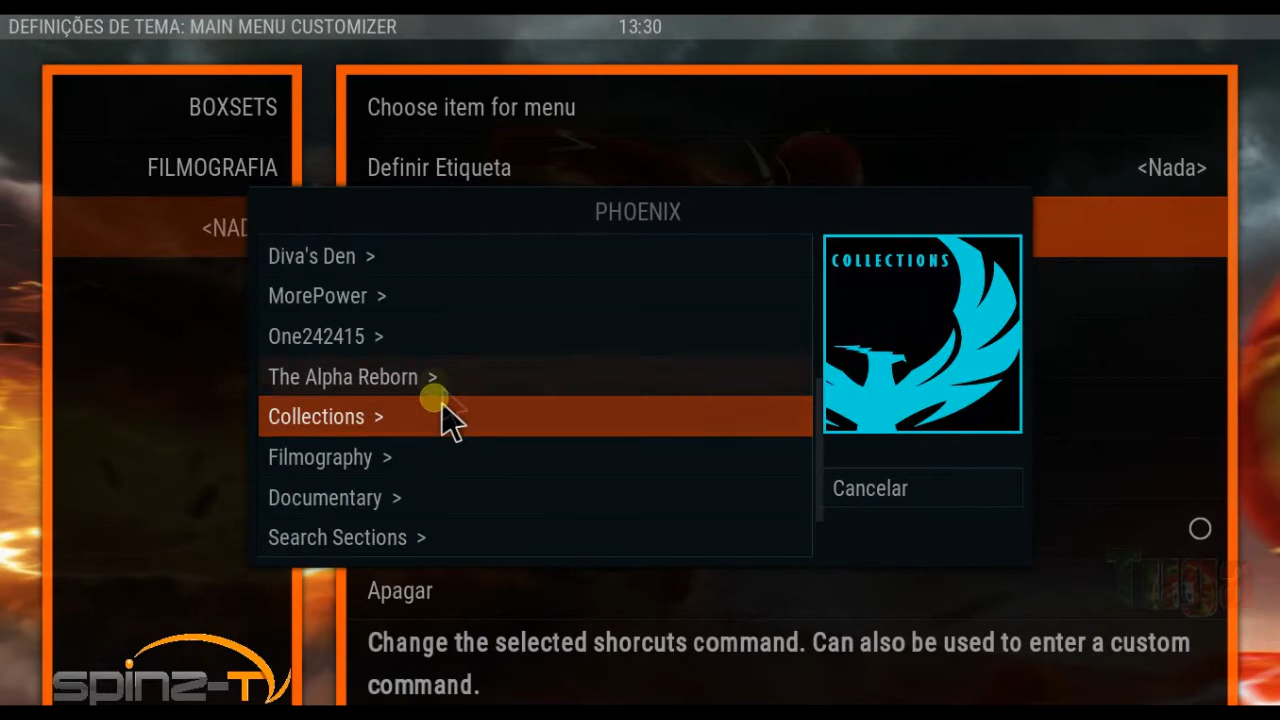 DEFINIÇÕES DE TEMA: MAIN MENU CUSTOMIZER
13:30
BOXSETS
FILMOGRAFIA
<NAD
Choose item for menu
Definir Etiqueta
<Nada>
PHOENIX
Diva's Den >
MorePower >
One242415 >
The Alpha Reborn >
Collections >
Filmography >
Documentary >
Search Sections >
COLLECTIONS
Cancelar
Apagar
Tuga
Change the selected shorcuts command. Can also be used to enter a custom
command.
spinz-TV